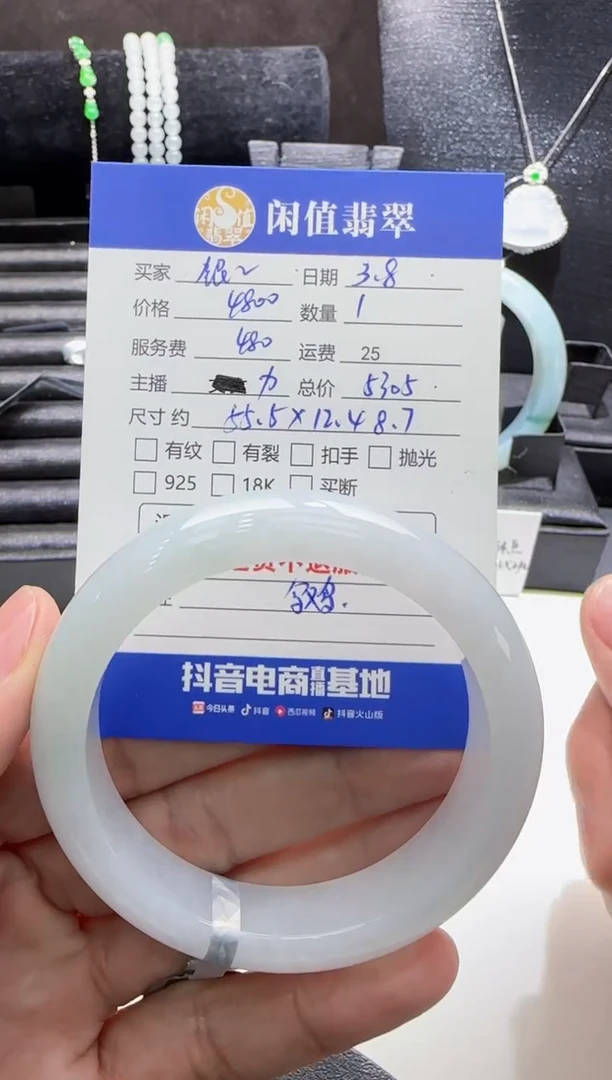 闲值翡翠
买家 银~ 日期 3.8
价格 4800 数量 1
服务费 480 运费 25
主播 力 总价 5305
尺寸约 55.5×12.4 8.7
有纹 有裂 扣手 抛光
925 18K 买断
抖音电商直播基地
今日头条 抖音 西瓜视频 抖音火山版